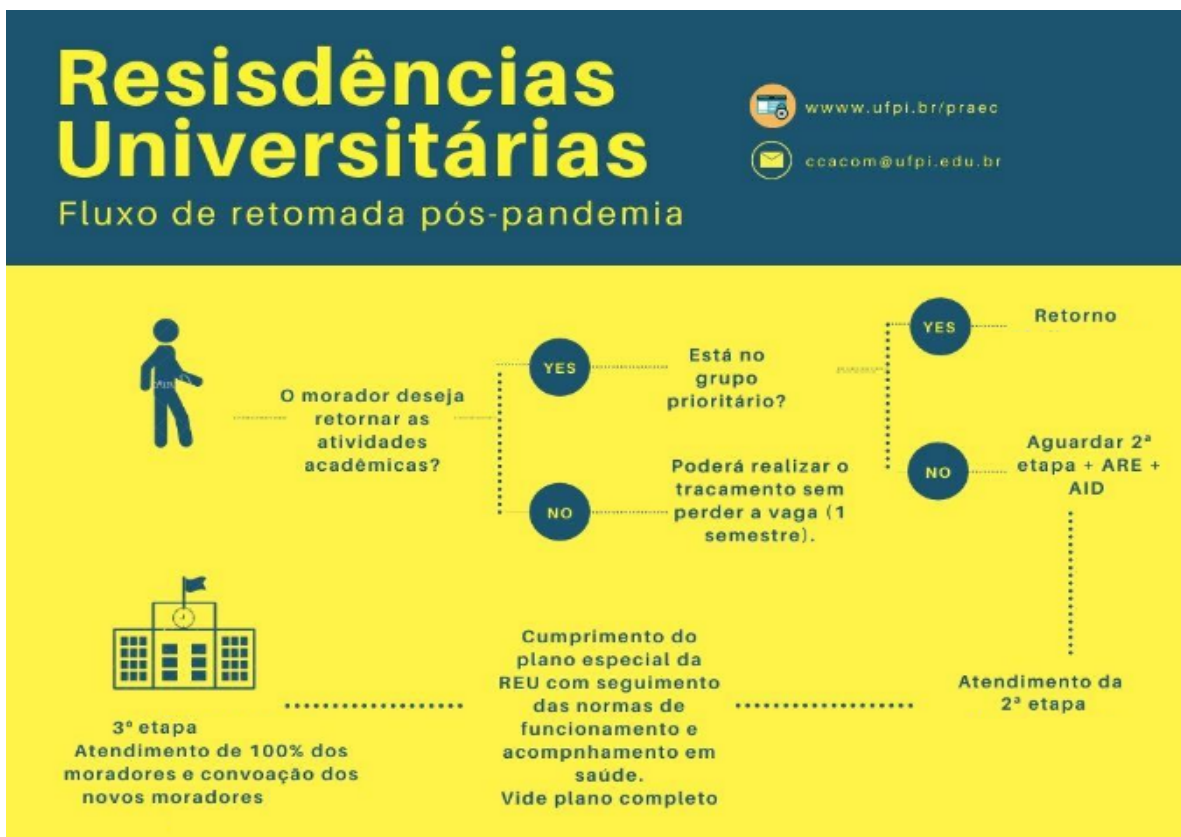 Resisdências
Universitárias
Fluxo de retomada pós-pandemia
wwww.ufpi.br/praec
ccacom@ufpi.edu.br
O morador deseja
retornar as
atividades
acadêmicas?
YES
Está no
grupo
prioritário?
YES
Retorno
NO
Aguardar 2ª
etapa + ARE +
AID
NO
Poderá realizar o
tracamento sem
perder a vaga (1
semestre).
Atendimento da
2ª etapa
Cumprimento do
plano especial da
REU com seguimento
das normas de
funcionamento e
acompnhamento em
saúde.
Vide plano completo
3ª etapa
Atendimento de 100% dos
moradores e convoação dos
novos moradores